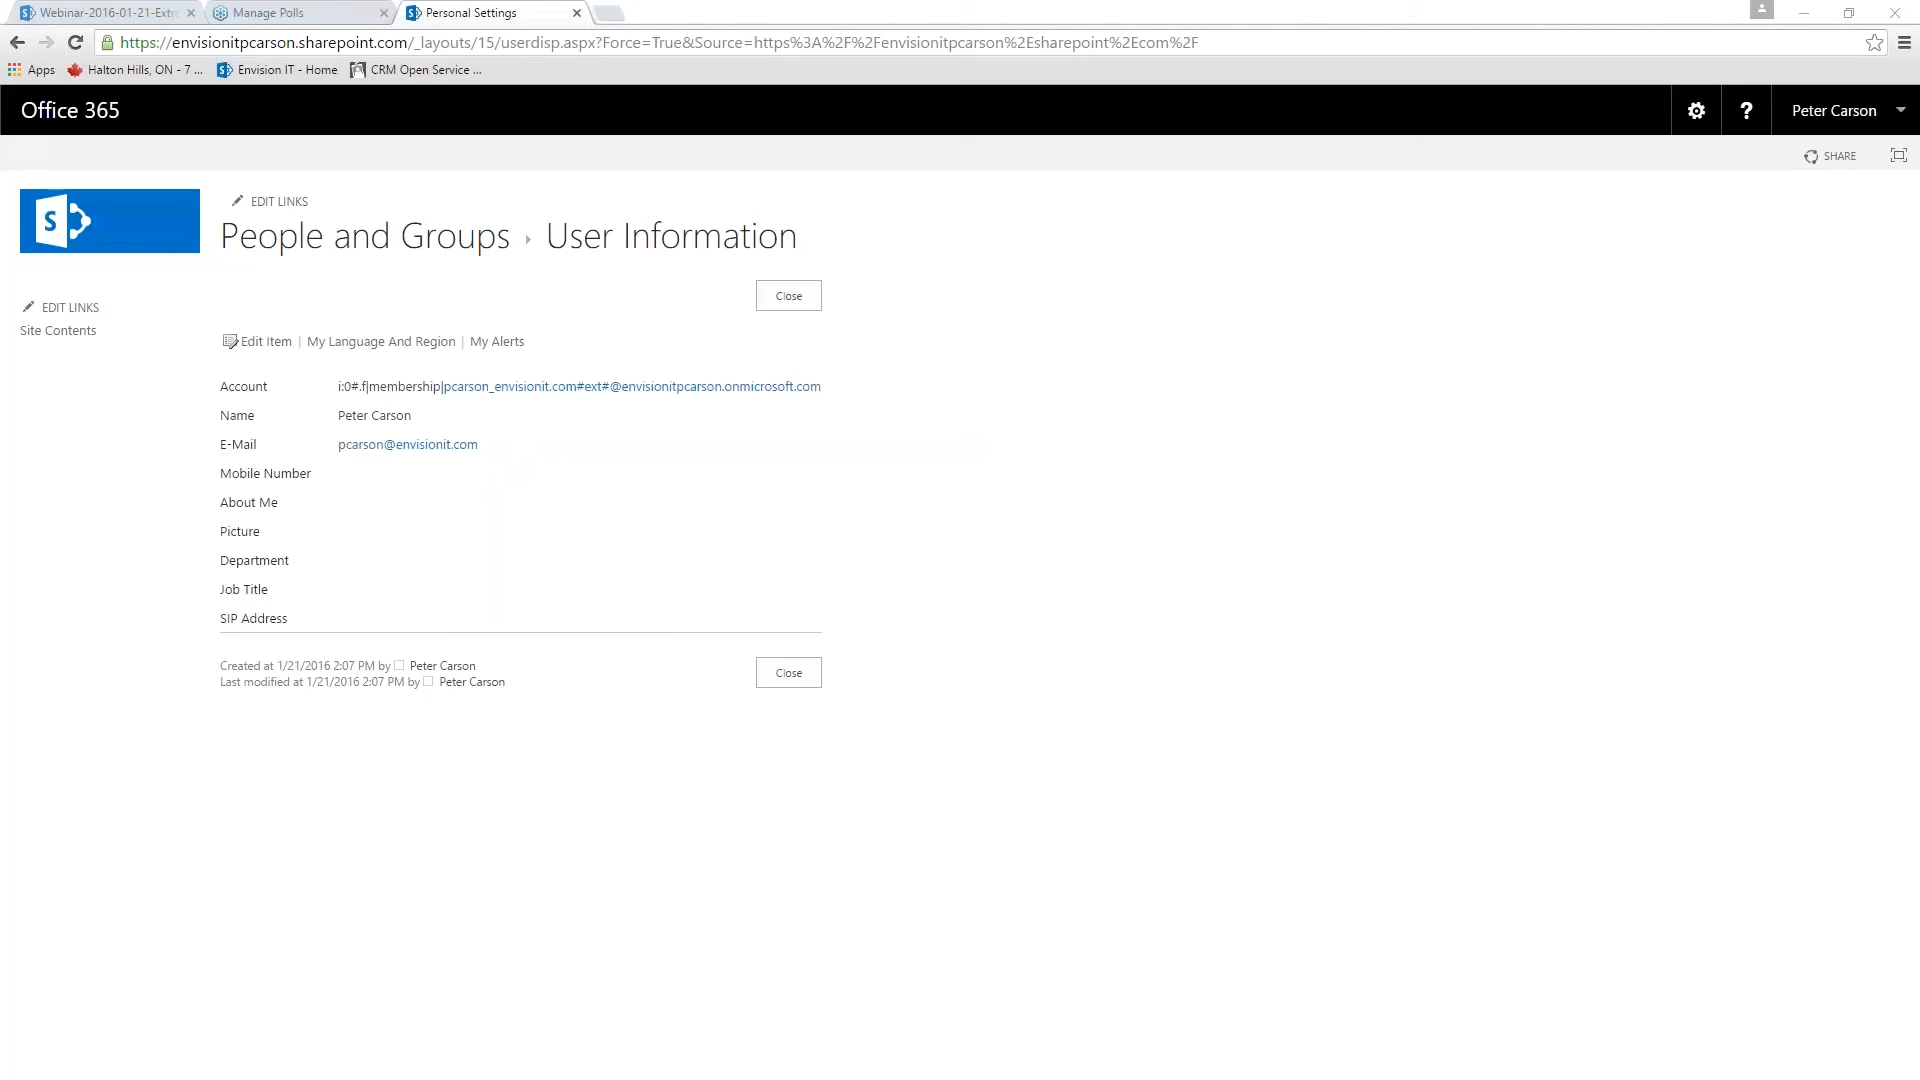 Webinar-2016-01-21-Extr
Manage Polls
Personal Settings
https://envisionitpcarson.sharepoint.com/_layouts/15/userdisp.aspx?Force=True&Source=https%3A%2F%2Fenvisionitpcarson%2Esharepoint%2Ecom%2F
Apps
Halton Hills, ON - 7 ...
Envision IT - Home
CRM Open Service ...
Office 365
?
Peter Carson
SHARE
S
EDIT LINKS
People and Groups
User Information
Close
EDIT LINKS
Site Contents
Edit Item | My Language And Region | My Alerts
Account i:0#.f|membership|pcarson_envisionit.com#ext#@envisionitpcarson.onmicrosoft.com
Name Peter Carson
E-Mail pcarson@envisionit.com
Mobile Number
About Me
Picture
Department
Job Title
SIP Address
Created at 1/21/2016 2:07 PM by Peter Carson
Last modified at 1/21/2016 2:07 PM by Peter Carson
Close